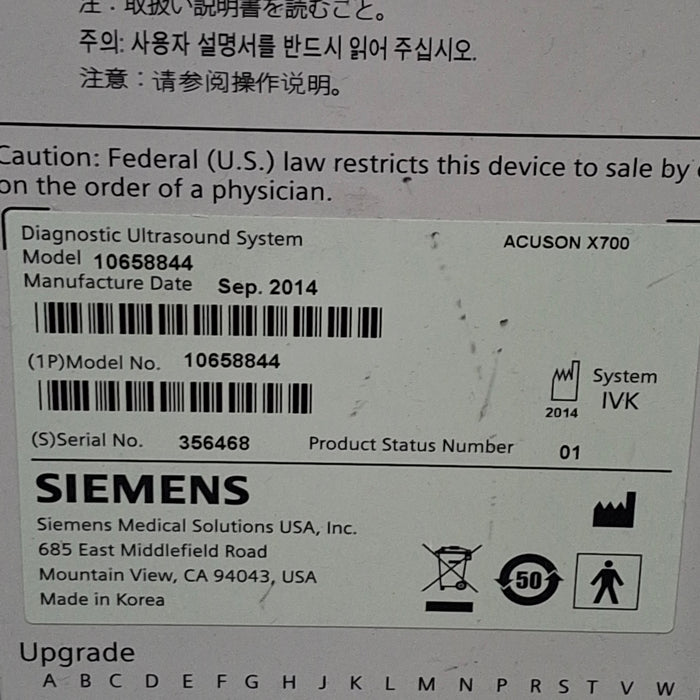 注：取扱い説明書を読むこと。
주의: 사용자 설명서를 반드시 읽어 주십시오.
注意：请参阅操作说明。
Caution: Federal (U.S.) law restricts this device to sale by
on the order of a physician.
Diagnostic Ultrasound System ACUSON X700
Model 10658844
Manufacture Date Sep. 2014
(1P)Model No. 10658844
System
2014 IVK
(S)Serial No. 356468 Product Status Number 01
SIEMENS
Siemens Medical Solutions USA, Inc.
685 East Middlefield Road
Mountain View, CA 94043, USA
50
Made in Korea
Upgrade
A B C D E F G H J K L M N P R S T V W